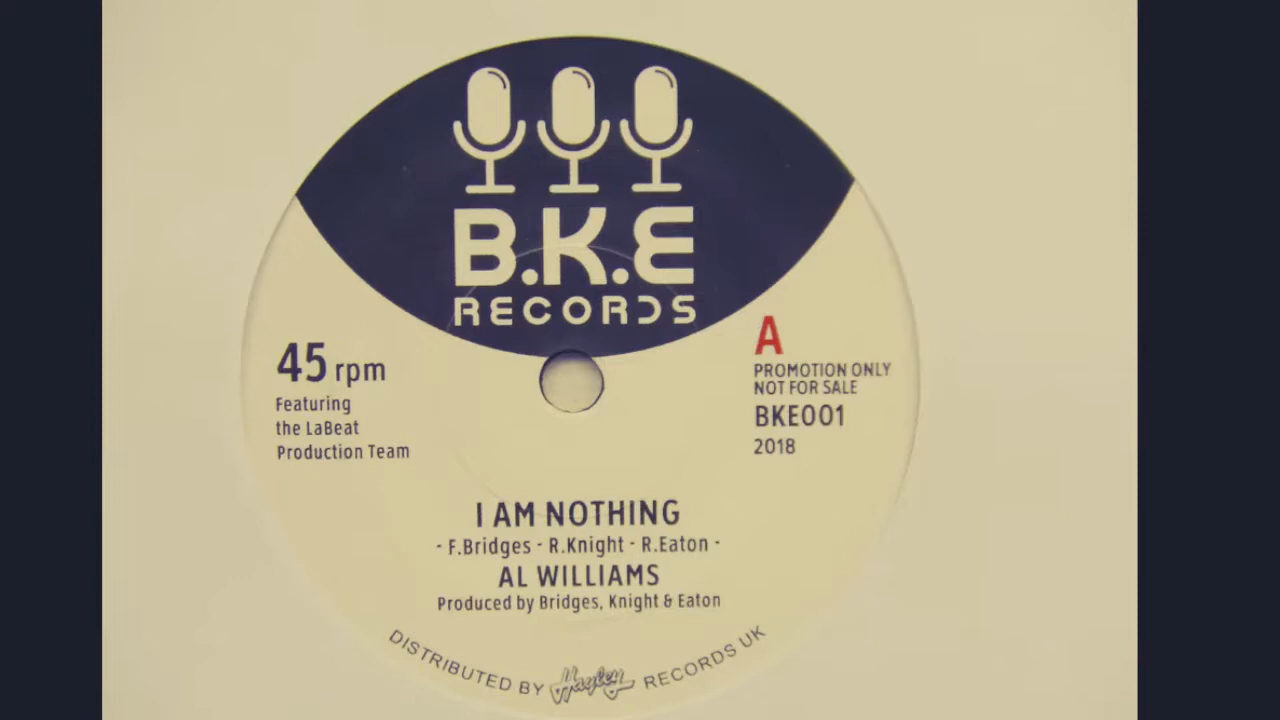 B.K.E
RECORDS
45 rpm
Featuring
the LaBeat
Production Team
A
PROMOTION ONLY
NOT FOR SALE
BKE001
2018
I AM NOTHING
- F.Bridges - R.Knight - R.Eaton -
AL WILLIAMS
Produced by Bridges, Knight & Eaton
DISTRIBUTED BY Hayley RECORDS UK